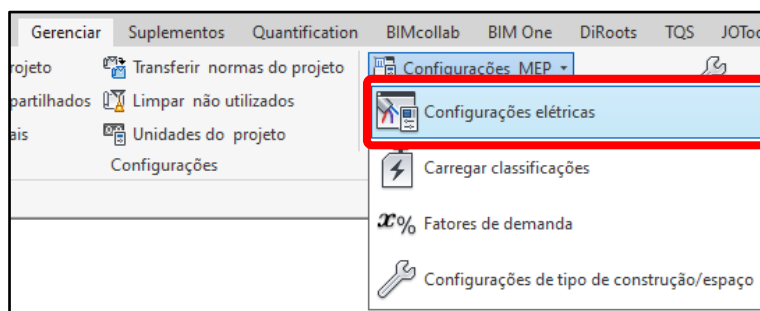 Gerenciar Suplementos Quantification BIMcollab BIM One DiRoots TQS JOToo
rojeto Transferir normas do projeto Configurações MEP
partilhados Limpar não utilizados
ais Unidades do projeto
Configurações
Configurações elétricas
Carregar classificações
x% Fatores de demanda
Configurações de tipo de construção/espaço